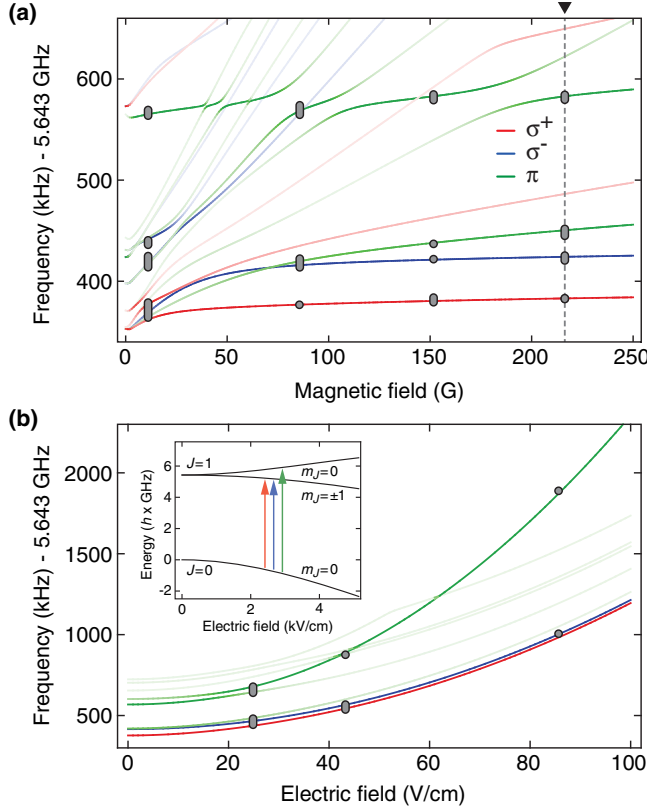 (a)
600
500
400
Frequency (kHz) - 5.643 GHz
σ+
σ-
π
0
50
100
150
200
250
Magnetic field (G)
(b)
2000
1500
1000
500
Frequency (kHz) - 5.643 GHz
8
6
4
2
0
-2
Energy (h x GHz)
J=1
mJ=0
mJ=±1
J=0
mJ=0
0
2
4
Electric field (kV/cm)
0
20
40
60
80
100
Electric field (V/cm)